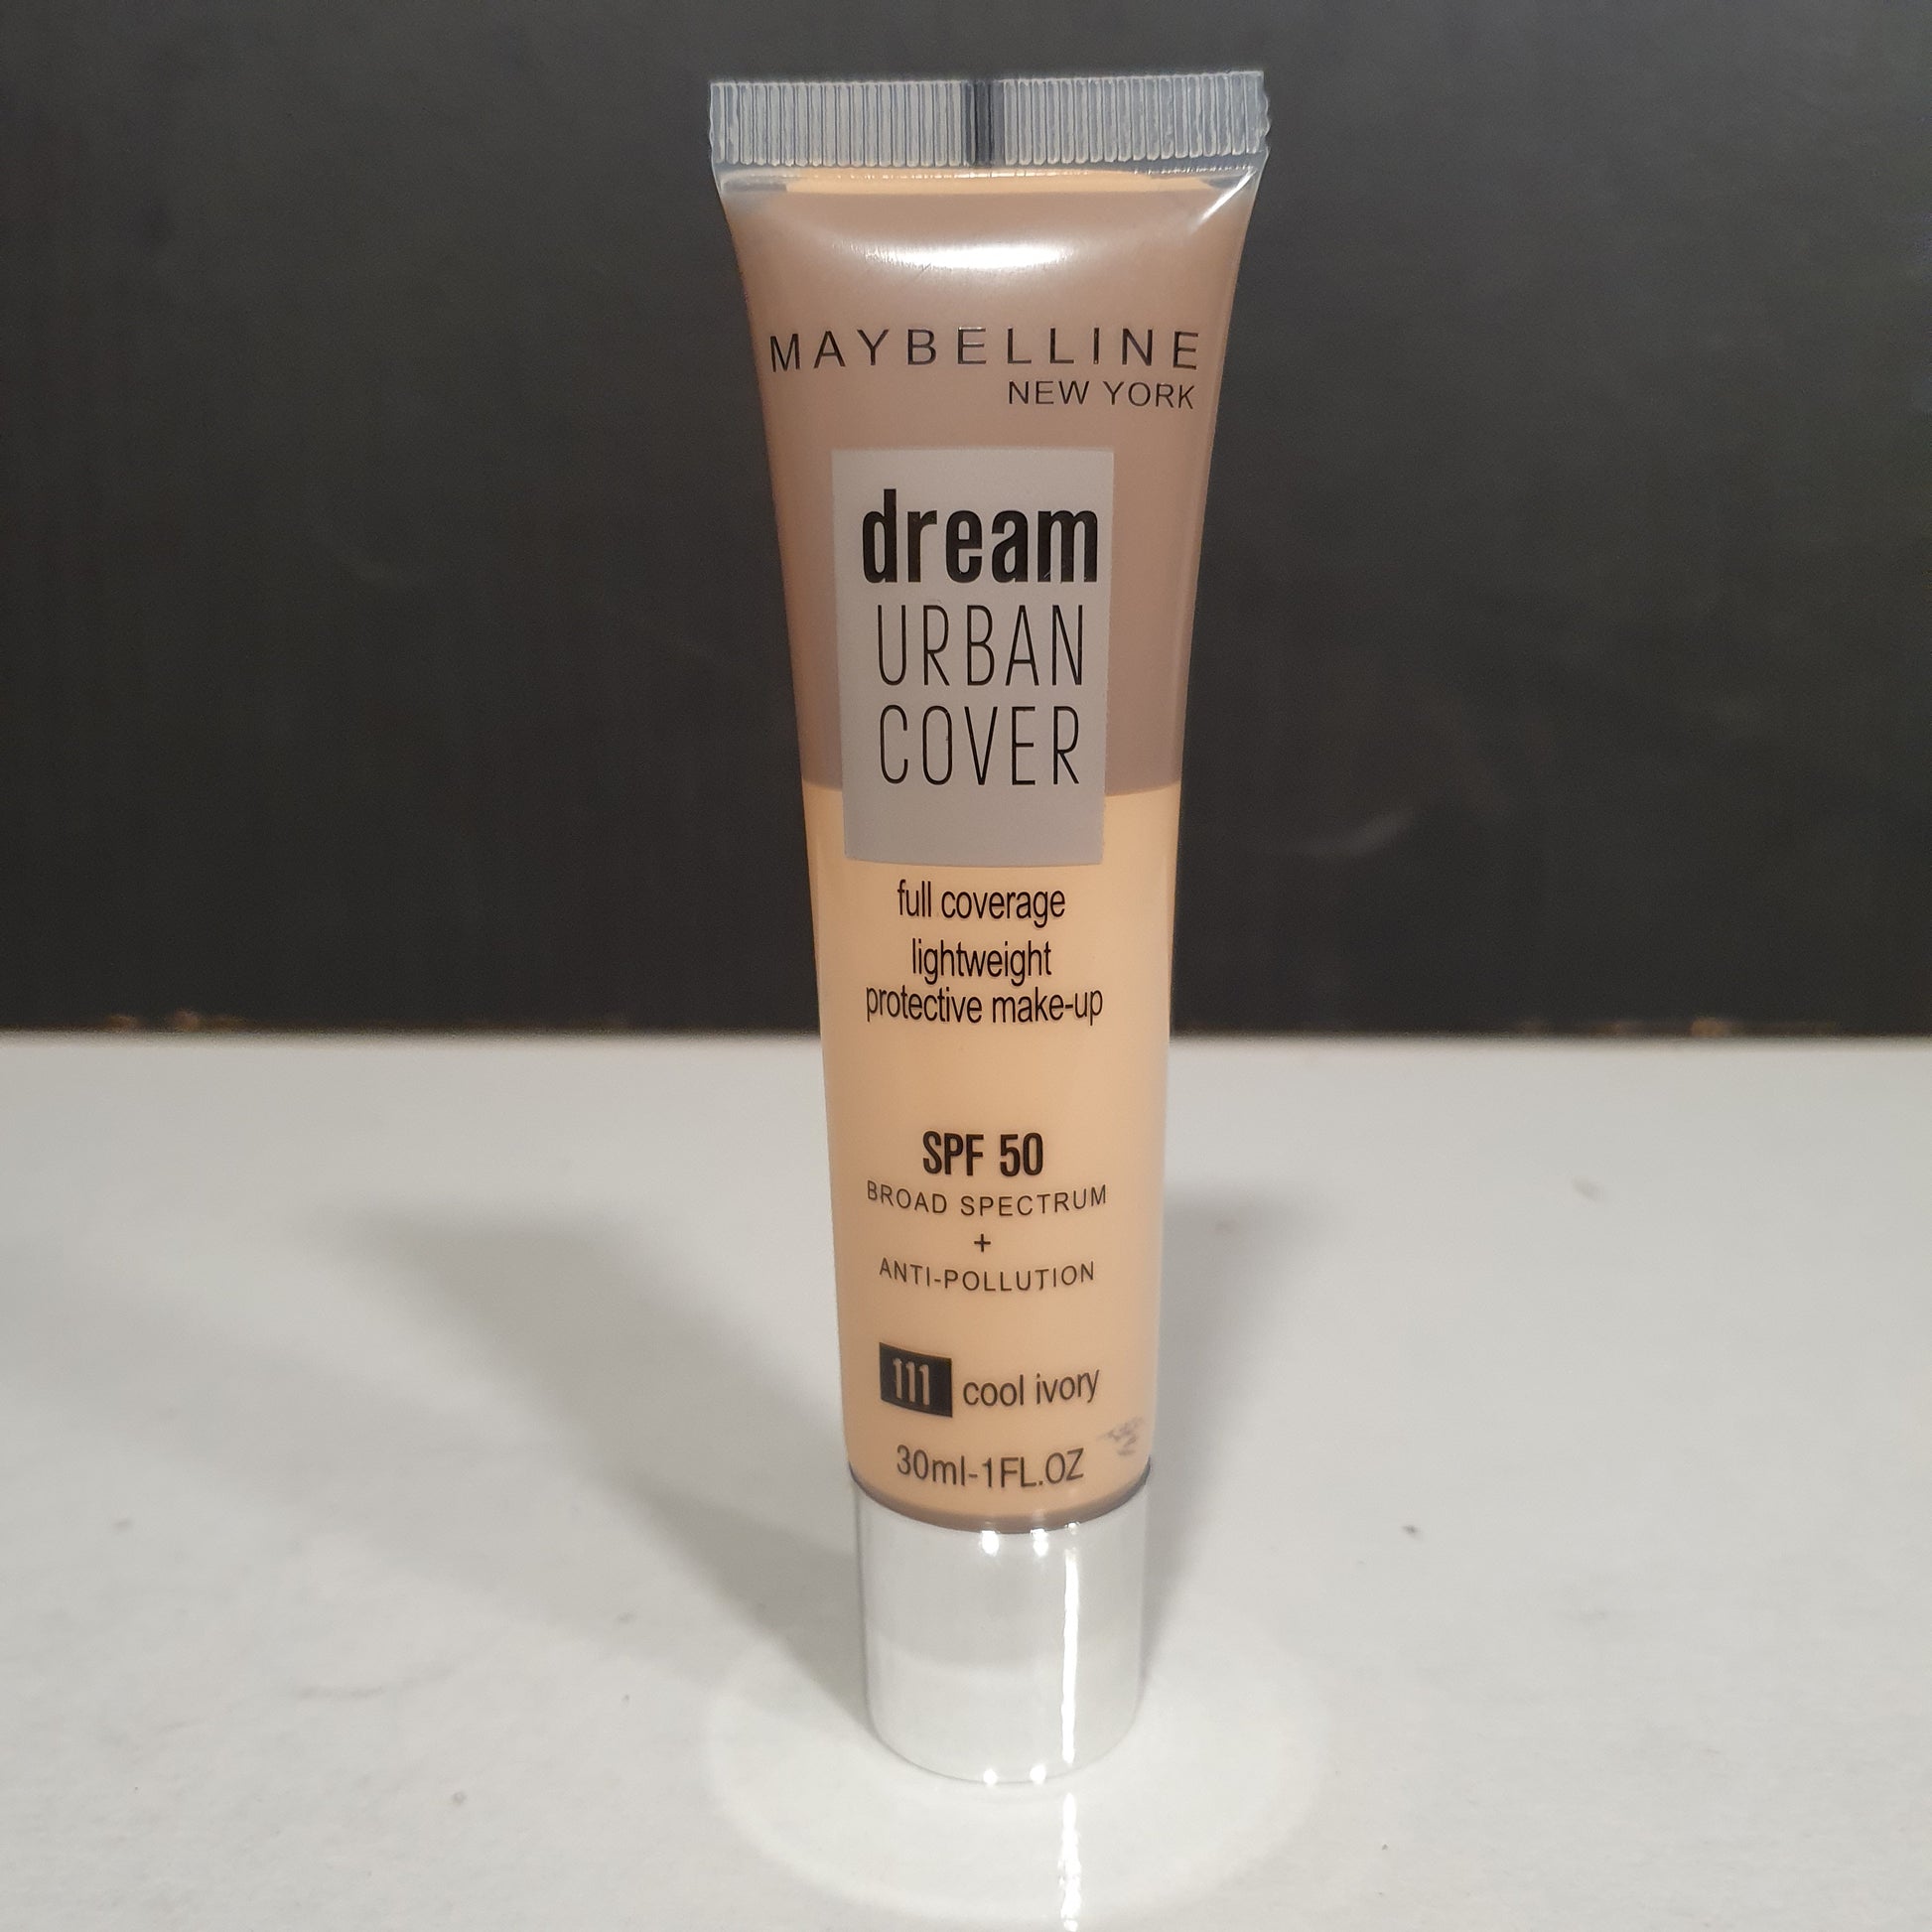 MAYBELLINE
NEW YORK
dream
URBAN
COVER
full coverage
lightweight
protective make-up
SPF 50
BROAD SPECTRUM
+
ANTI-POLLUTION
111 cool ivory
30ml-1FL.OZ